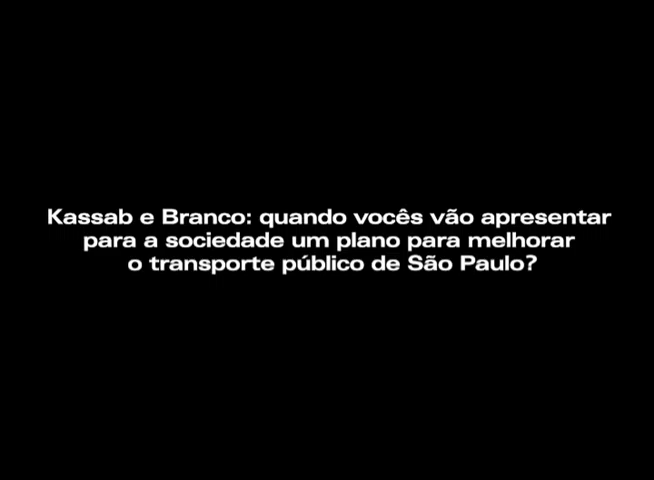 Kassab e Branco: quando vocês vão apresentar
para a sociedade um plano para melhorar
o transporte público de São Paulo?